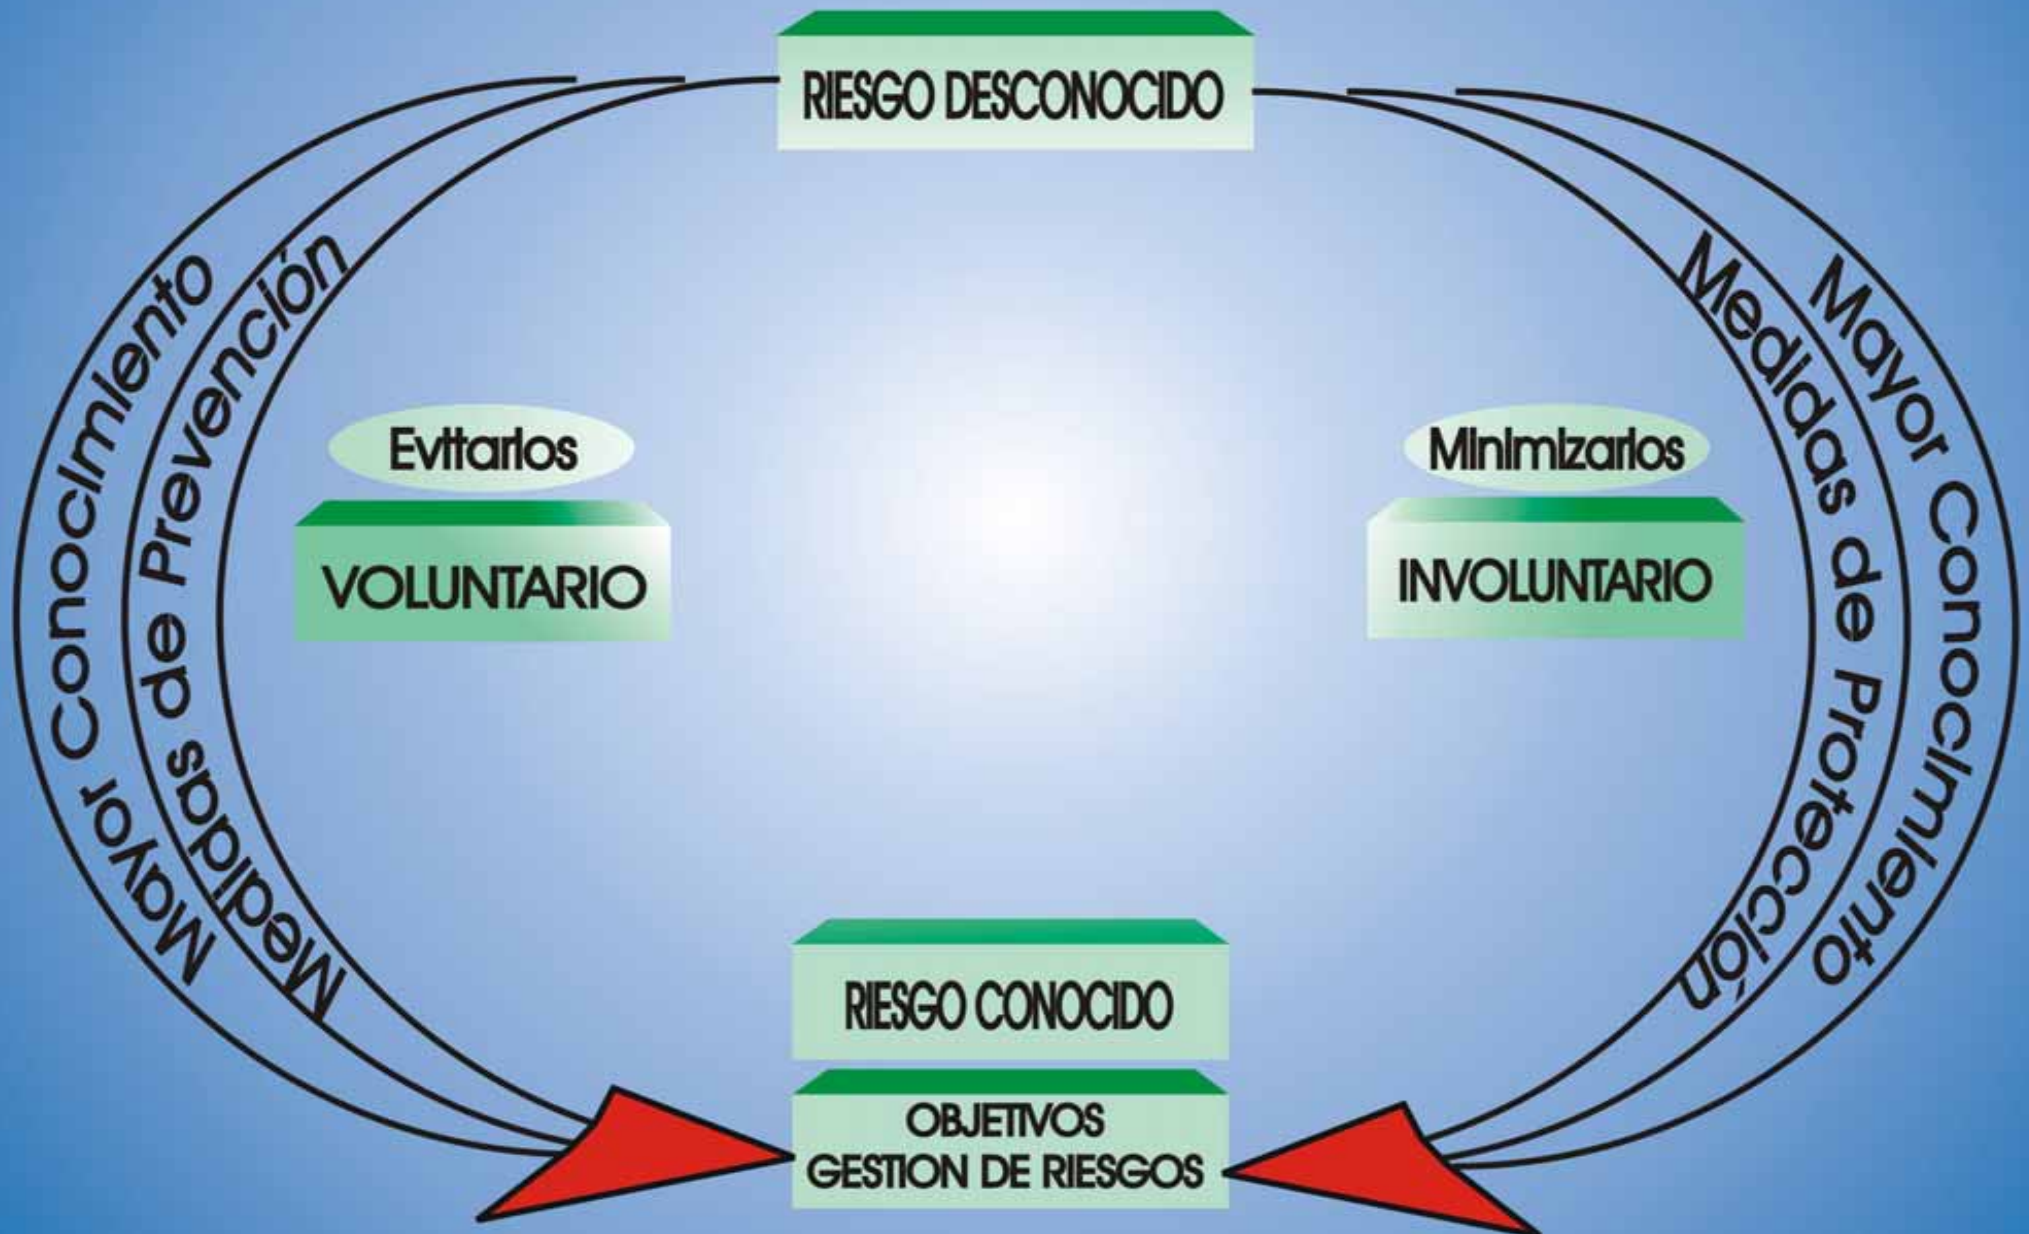 RIESGO DESCONOCIDO
Mayor Conocimiento
Medidas de Prevención
Evitarlos
VOLUNTARIO
Minimizarlos
INVOLUNTARIO
Medidas de Protección
Mayor Conocimiento
RIESGO CONOCIDO
OBJETIVOS
GESTION DE RIESGOS